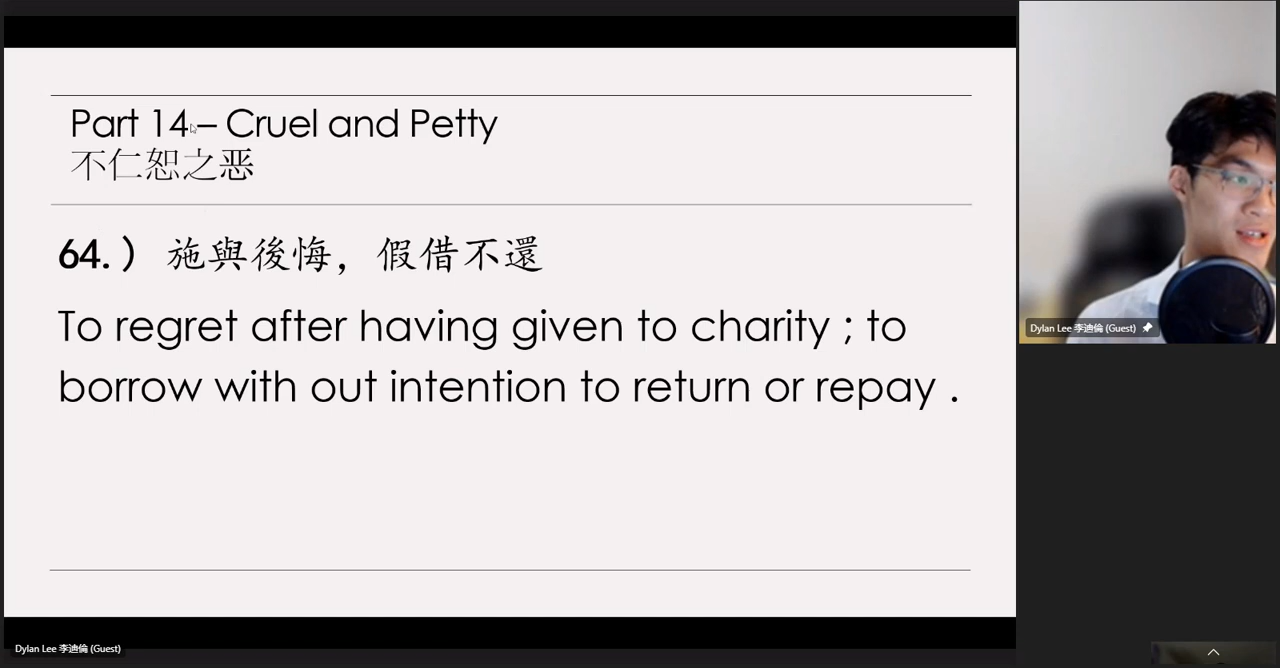 Part 14 – Cruel and Petty
不仁恕之恶
64. ） 施與後悔，假借不還
To regret after having given to charity ; to
borrow with out intention to return or repay .
Dylan Lee 李迪倫 (Guest)
Dylan Lee 李迪倫 (Guest)